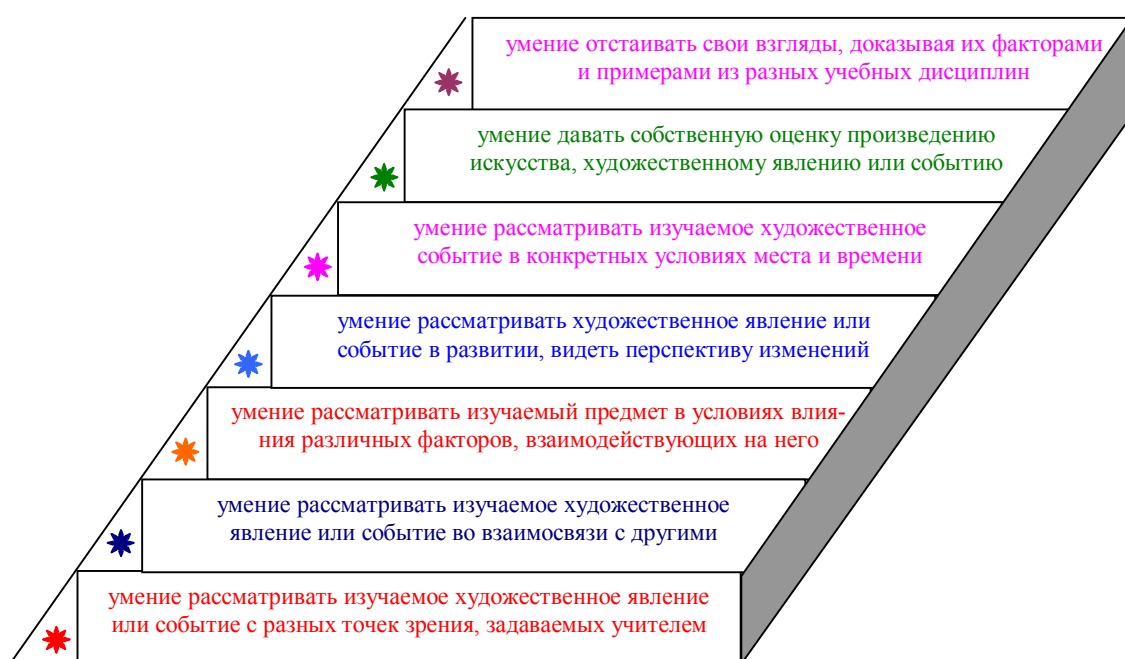 умение отстаивать свои взгляды, доказывая их факторами
и примерами из разных учебных дисциплин
умение давать собственную оценку произведению
искусства, художественному явлению или событию
умение рассматривать изучаемое художественное
событие в конкретных условиях места и времени
умение рассматривать художественное явление или
событие в развитии, видеть перспективу изменений
умение рассматривать изучаемый предмет в условиях влия-
ния различных факторов, взаимодействующих на него
умение рассматривать изучаемое художественное
явление или событие во взаимосвязи с другими
умение рассматривать изучаемое художественное явление
или событие с разных точек зрения, задаваемых учителем